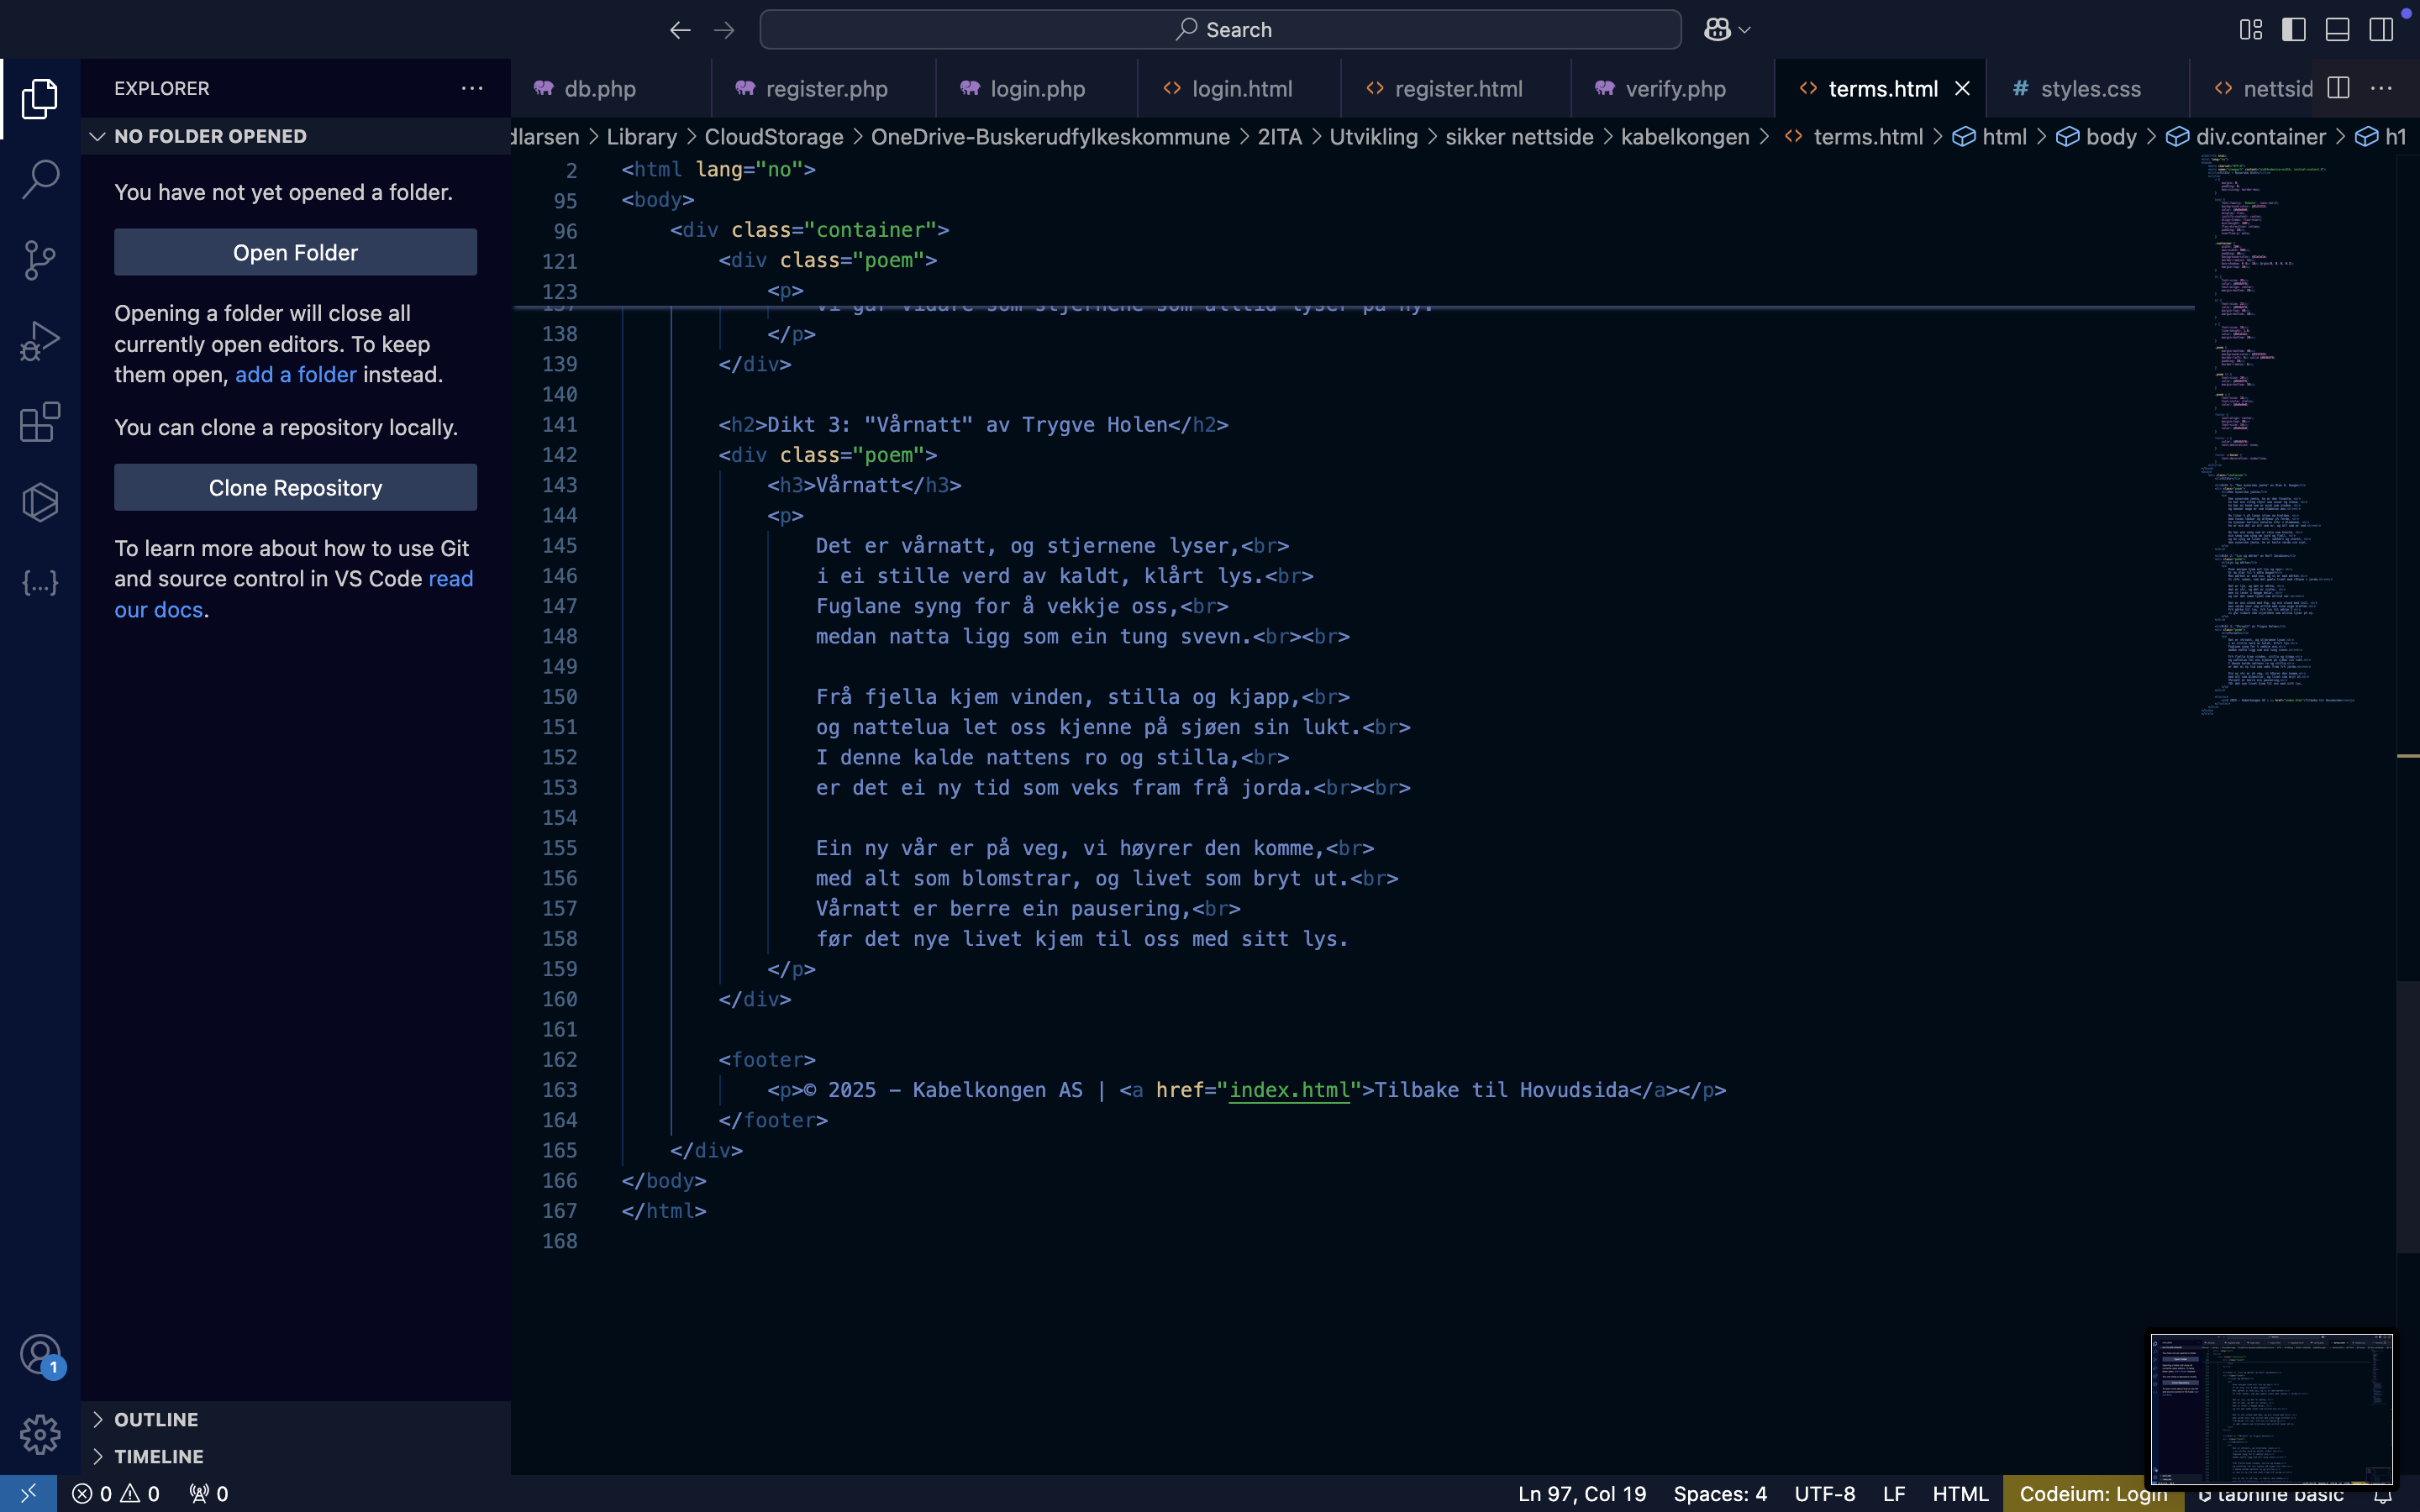 Search
EXPLORER
NO FOLDER OPENED
You have not yet opened a folder.
Open Folder
Opening a folder will close all
currently open editors. To keep
them open, add a folder instead.
You can clone a repository locally.
Clone Repository
To learn more about how to use Git
and source control in VS Code read
our docs.
1
OUTLINE
TIMELINE
db.php register.php login.php login.html register.html verify.php terms.html # styles.css nettsid
dlarsen > Library > CloudStorage > OneDrive-Buskerudfylkeskommune > 2ITA > Utvikling > sikker nettside > kabelkongen > terms.html > html > body > div.container > h1
2 <html lang="no">
95 <body>
96 <div class="container">
121 <div class="poem">
123 <p>
137 Vi går vidare som stjernene som alltid lyser på ny.
138 </p>
139 </div>
140
141 <h2>Dikt 3: "Vårnatt" av Trygve Holen</h2>
142 <div class="poem">
143 <h3>Vårnatt</h3>
144 <p>
145 Det er vårnatt, og stjernene lyser,<br>
146 i ei stille verd av kaldt, klårt lys.<br>
147 Fuglane syng for å vekkje oss,<br>
148 medan natta ligg som ein tung svevn.<br><br>
149
150 Frå fjella kjem vinden, stilla og kjapp,<br>
151 og nattelua let oss kjenne på sjøen sin lukt.<br>
152 I denne kalde nattens ro og stilla,<br>
153 er det ei ny tid som veks fram frå jorda.<br><br>
154
155 Ein ny vår er på veg, vi høyrer den komme,<br>
156 med alt som blomstrar, og livet som bryt ut.<br>
157 Vårnatt er berre ein pausering,<br>
158 før det nye livet kjem til oss med sitt lys.
159 </p>
160 </div>
161
162 <footer>
163 <p>© 2025 – Kabelkongen AS | <a href="index.html">Tilbake til Hovudsida</a></p>
164 </footer>
165 </div>
166 </body>
167 </html>
168
0 0 0 Ln 97, Col 19 Spaces: 4 UTF-8 LF HTML Codeium: Login tabnine basic